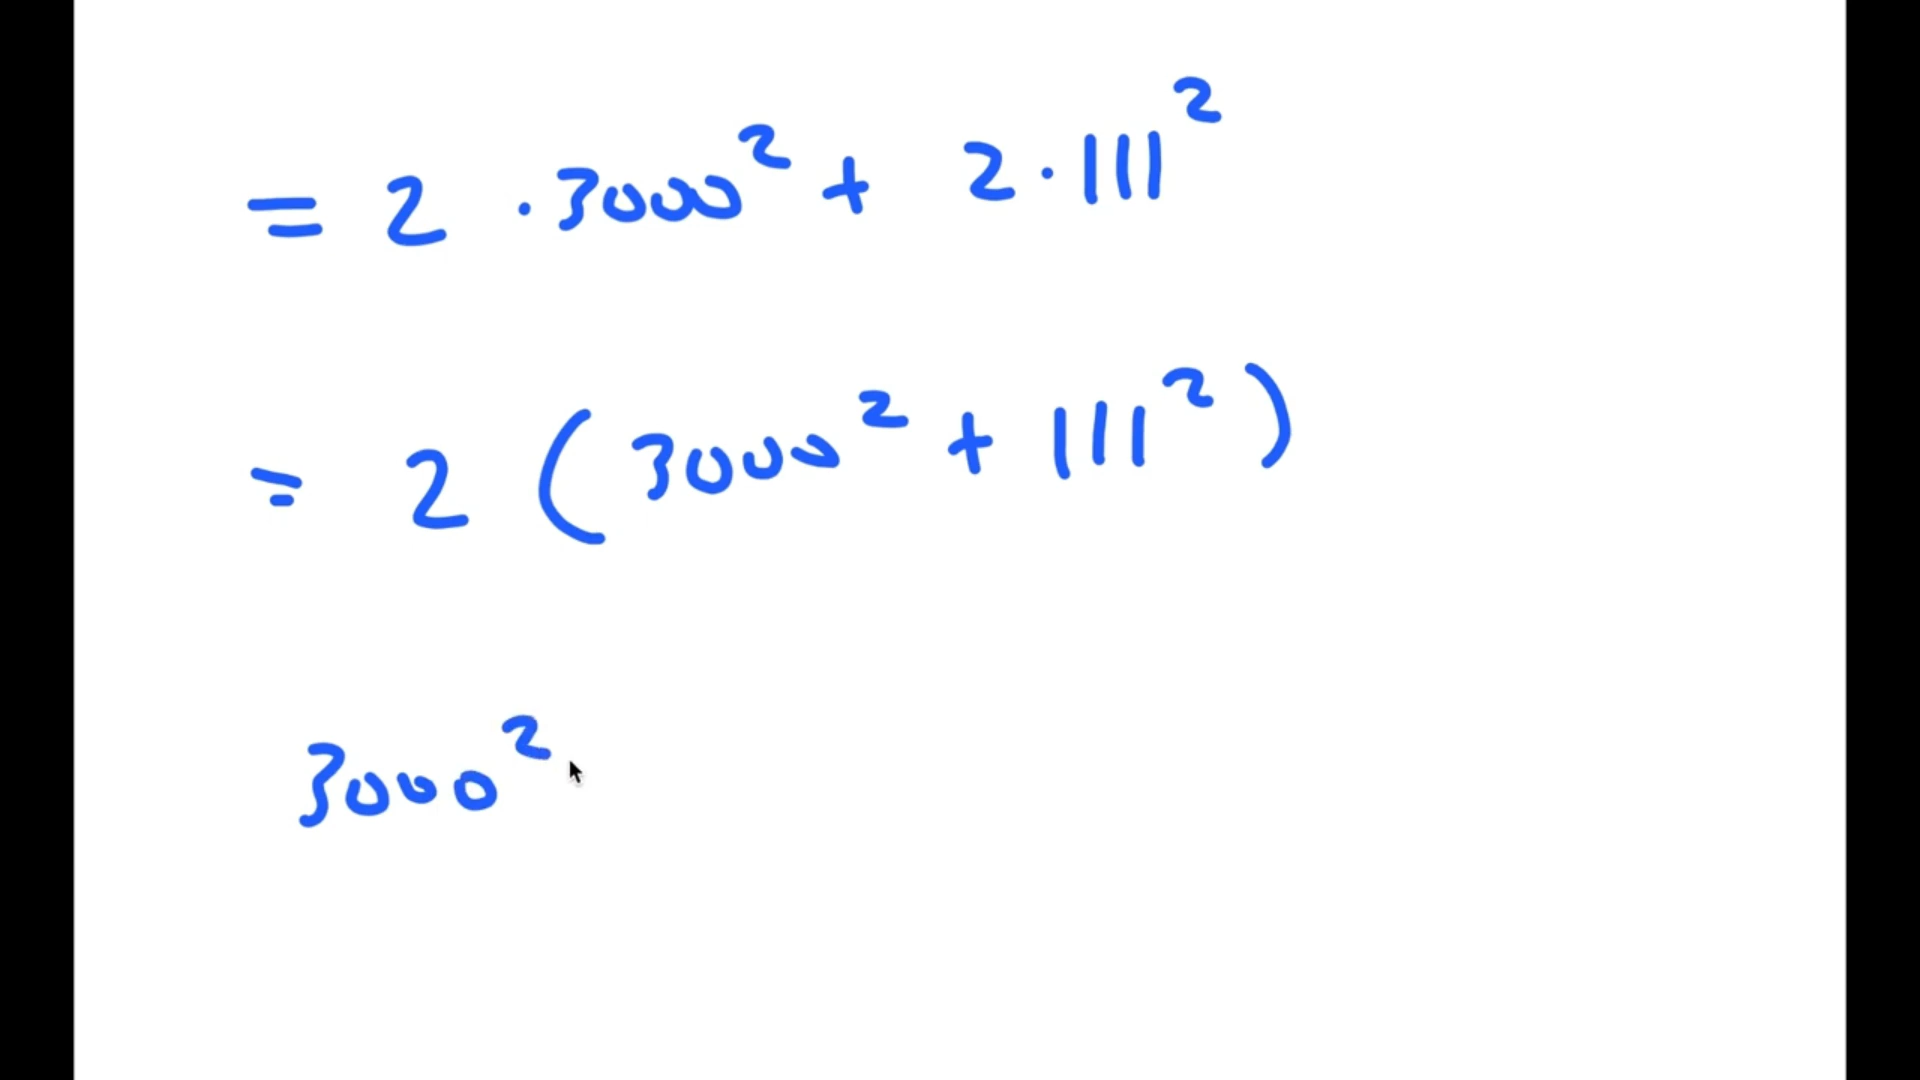 = 2 · 3000² + 2 · 111²
= 2 (3000² + 111²)
3000²